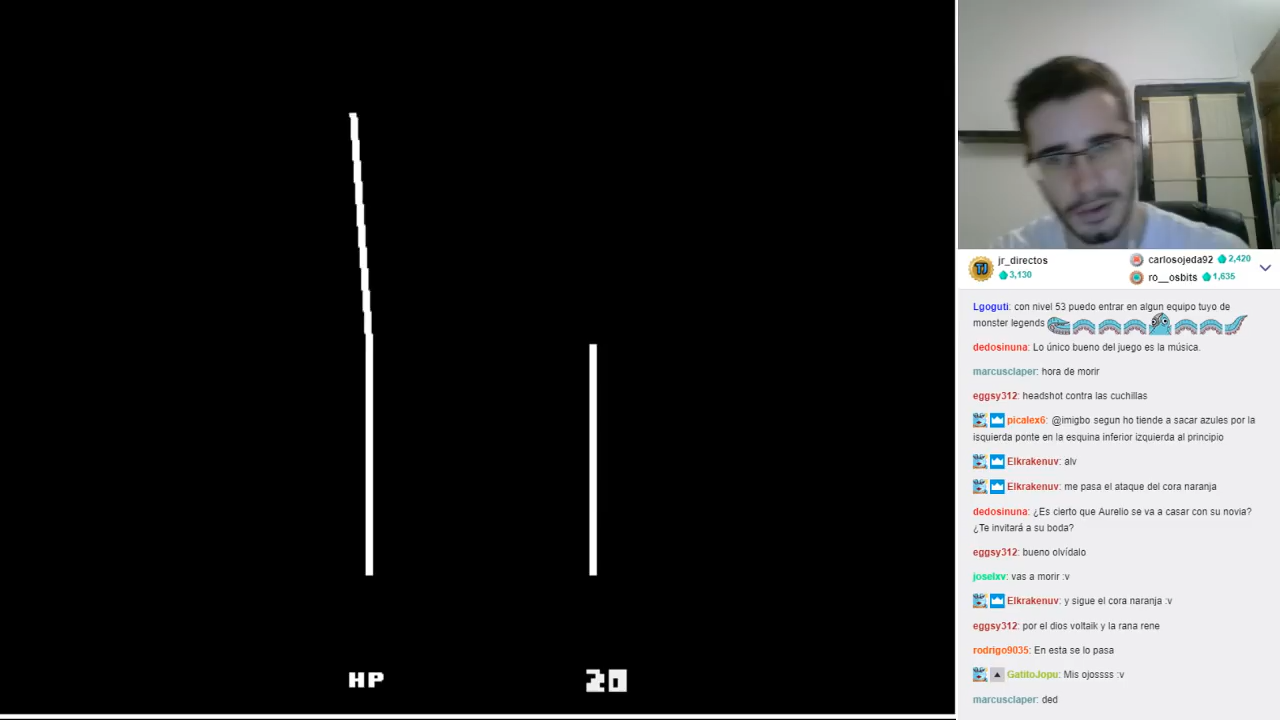 HP 20
jr_directos
3,130
carlosojeda92 2,420
ro__osbits 1,635
Lgoguti: con nivel 53 puedo entrar en algun equipo tuyo de
monster legends
dedosinuna: Lo único bueno del juego es la música.
marcusclaper: hora de morir
eggsy312: headshot contra las cuchillas
picalex6: @imigbo segun ho tiende a sacar azules por la
isquierda ponte en la esquina inferior izquierda al principio
Elkrakenuv: alv
Elkrakenuv: me pasa el ataque del cora naranja
dedosinuna: ¿Es cierto que Aurelio se va a casar con su novia?
¿Te invitará a su boda?
eggsy312: bueno olvídalo
joselxv: vas a morir :v
Elkrakenuv: y sigue el cora naranja :v
eggsy312: por el dios voltaik y la rana rene
rodrigo9035: En esta se lo pasa
GatitoJopu: Mis ojossss :v
marcusclaper: ded